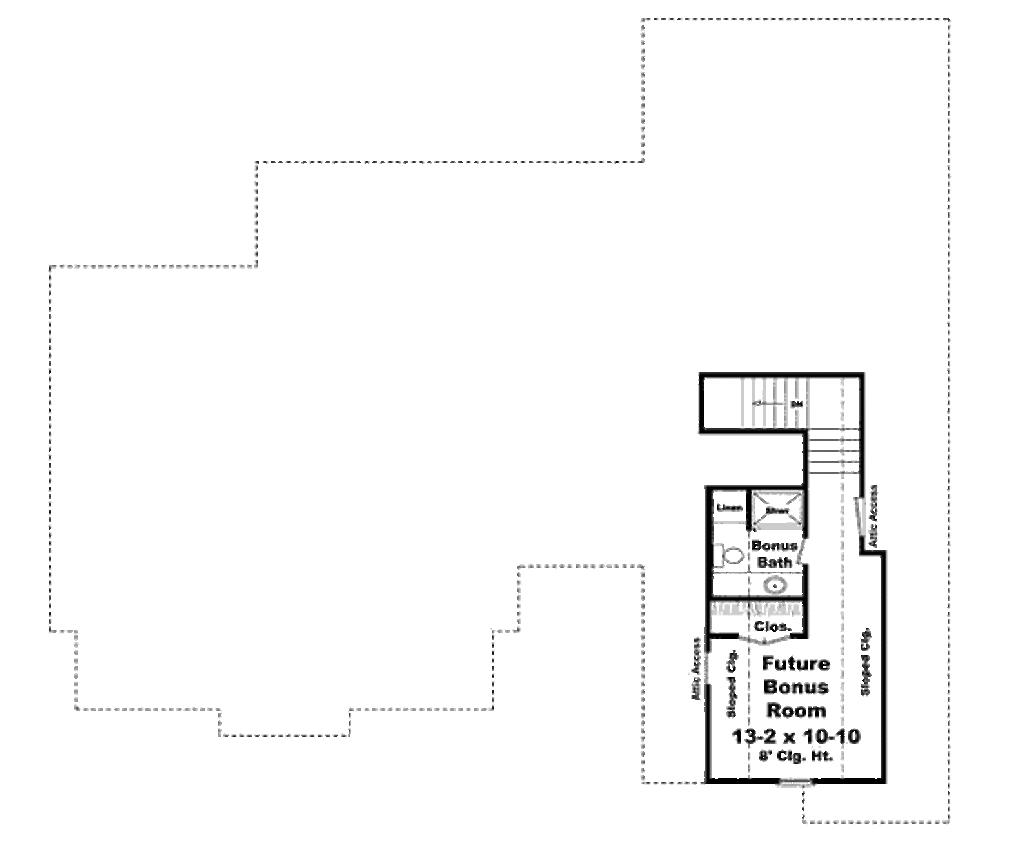 DN
Attic Access
Linen
Shwr
Bonus
Bath
Clos.
Attic Access
Sloped Clg.
Sloped Clg.
Future
Bonus
Room
13-2 x 10-10
8' Clg. Ht.